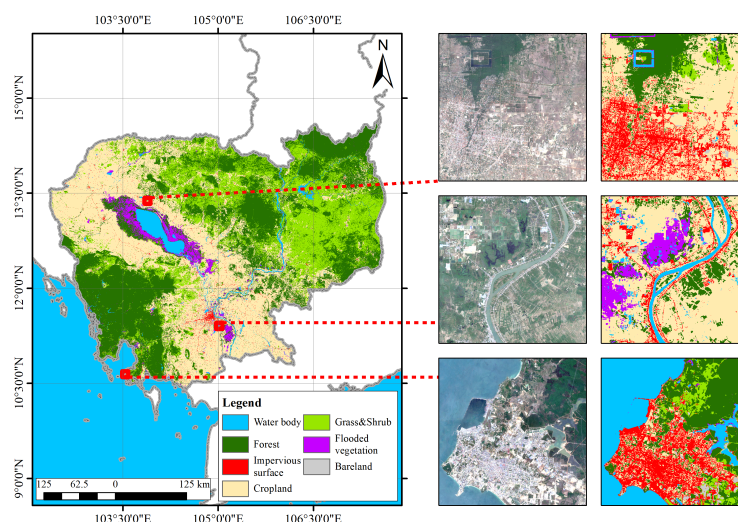 103°30'0"E 105°0'0"E 106°30'0"E
N
15°0'0"N
13°30'0"N
12°0'0"N
10°30'0"N
9°0'0"N
Legend
Water body
Grass&Shrub
Forest
Flooded
vegetation
Impervious
surface
Bareland
Cropland
125 62.5 0 125 km
103°30'0"E 105°0'0"E 106°30'0"E